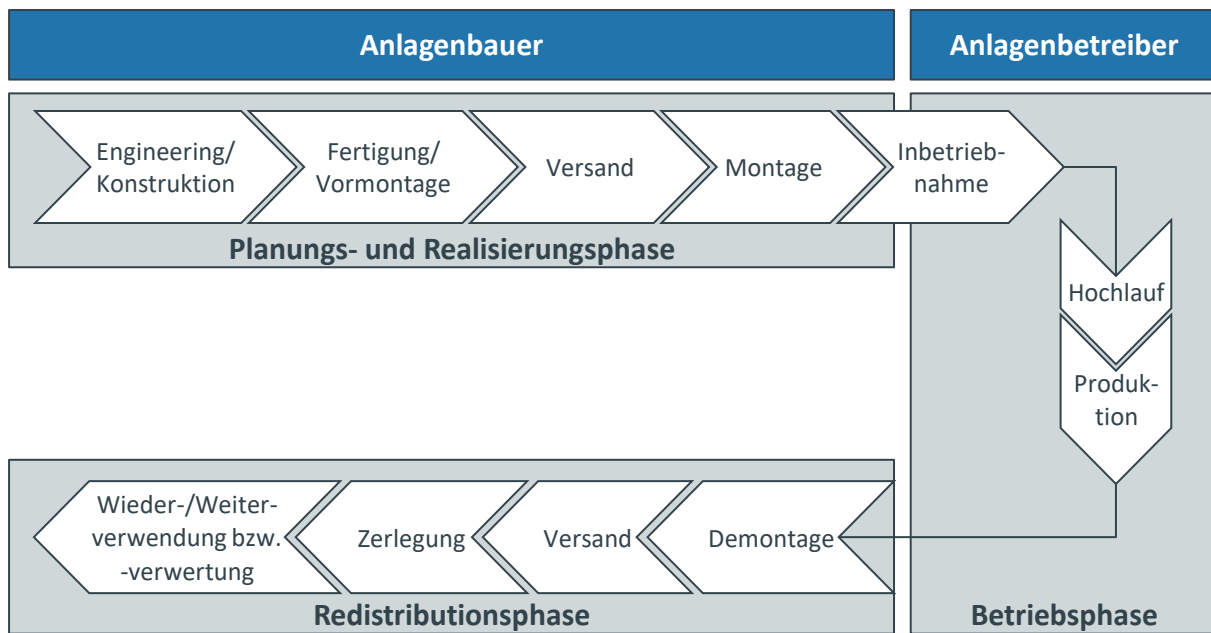 Anlagenbauer
Anlagenbetreiber
Engineering/
Konstruktion
Fertigung/
Vormontage
Versand
Montage
Inbetrieb-
nahme
Planungs- und Realisierungsphase
Hochlauf
Produk-
tion
Wieder-/Weiter-
verwendung bzw.
-verwertung
Zerlegung
Versand
Demontage
Redistributionsphase
Betriebsphase